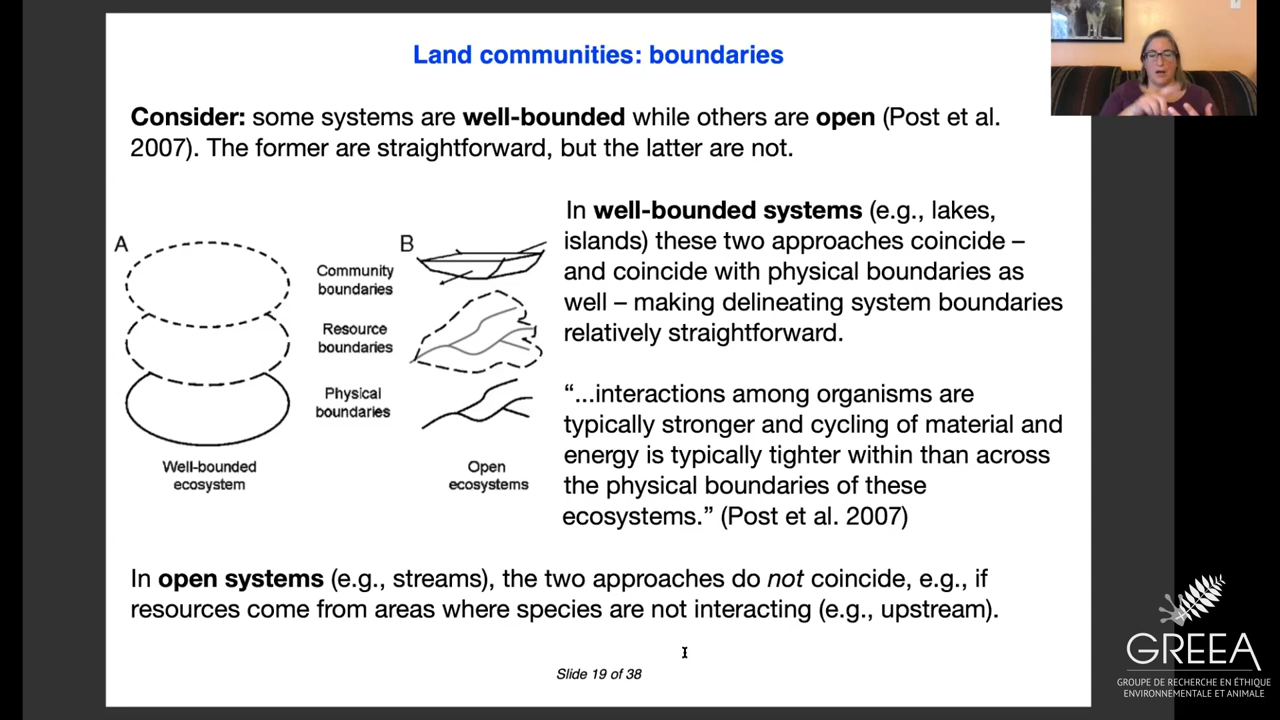 Land communities: boundaries
Consider: some systems are well-bounded while others are open (Post et al.
2007). The former are straightforward, but the latter are not.
A
B
Community
boundaries
Resource
boundaries
Physical
boundaries
Well-bounded
ecosystem
Open
ecosystems
In well-bounded systems (e.g., lakes,
islands) these two approaches coincide –
and coincide with physical boundaries as
well – making delineating system boundaries
relatively straightforward.
“...interactions among organisms are
typically stronger and cycling of material and
energy is typically tighter within than across
the physical boundaries of these
ecosystems.” (Post et al. 2007)
In open systems (e.g., streams), the two approaches do not coincide, e.g., if
resources come from areas where species are not interacting (e.g., upstream).
Slide 19 of 38
GREEA
GROUPE DE RECHERCHE EN ÉTHIQUE
ENVIRONNEMENTALE ET ANIMALE